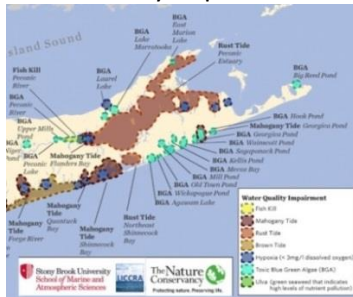 Island Sound
BGA
East
Marion
Lake
BGA
Lake
Marratooka
Rust Tide
Peconic
Estuary
Fish Kill
Peconic
River
BGA
Laurel
Lake
BGA
Big Reed Pond
BGA
Peconic
River
BGA
Upper Mills
Pond
BGA Hook Pond
Mahogany Tide Georgica Pond
BGA Georgica Pond
BGA Wainscott Pond
BGA Sagaponack Pond
BGA Kellis Pond
BGA Mecox Bay
BGA Mill Pond
BGA Old Town Pond
BGA Wickapogue Pond
BGA Agawam Lake
BGA
Peconic
Lake
Mahogany Tide
Flanders Bay
Mahogany
Tide
Forge River
Mahogany
Tide
Quantuck
Bay
Mahogany
Tide
Shinnecock
Bay
Rust Tide
Northeast
Shinnecock
Bay
Water Quality Impairment
Fish Kill
Mahogany Tide
Rust Tide
Brown Tide
Hypoxia (< 3mg/l dissolved oxygen)
Toxic Blue Green Algae (BGA)
Ulva (green seaweed that indicates
high levels of nutrient pollution)
Stony Brook University
School of Marine and
Atmospheric Sciences
The Nature
Conservancy
Protecting nature. Preserving life.